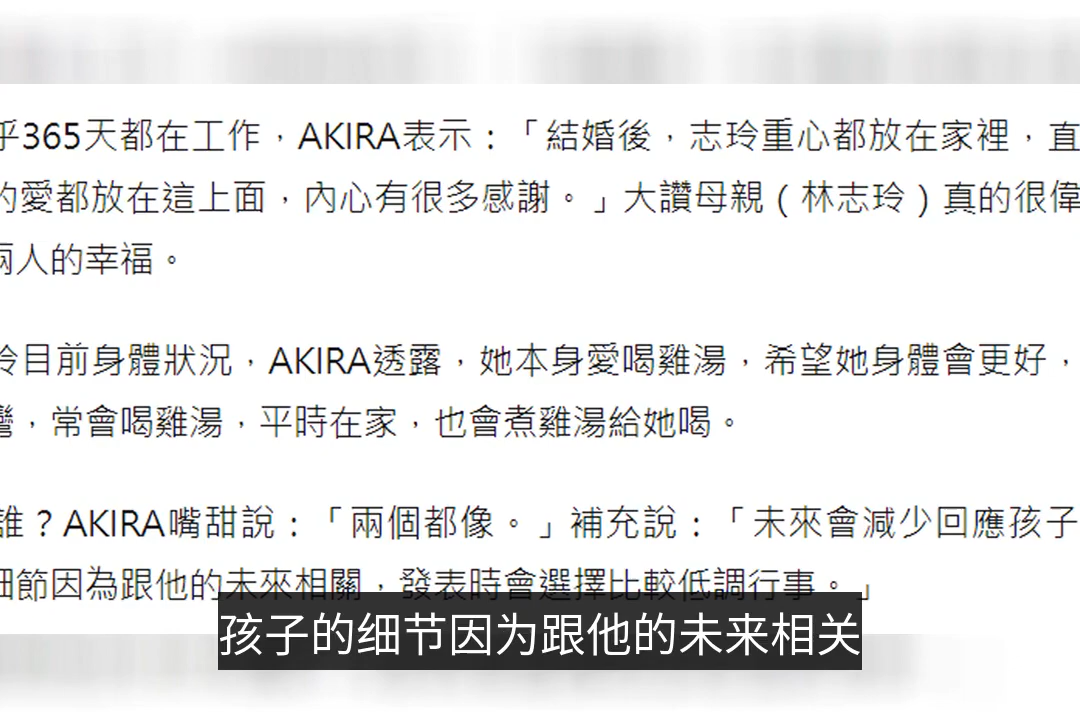 乎365天都在工作，AKIRA表示：「結婚後，志玲重心都放在家裡，直
的愛都放在這上面，內心有很多感謝。」大讚母親（林志玲）真的很偉
兩人的幸福。
玲目前身體狀況，AKIRA透露，她本身愛喝雞湯，希望她身體會更好，
灣，常會喝雞湯，平時在家，也會煮雞湯給她喝。
誰？AKIRA嘴甜說：「兩個都像。」補充說：「未來會減少回應孩子
細節因為跟他的未來相關，發表時會選擇比較低調行事。」
孩子的细节因为跟他的未来相关